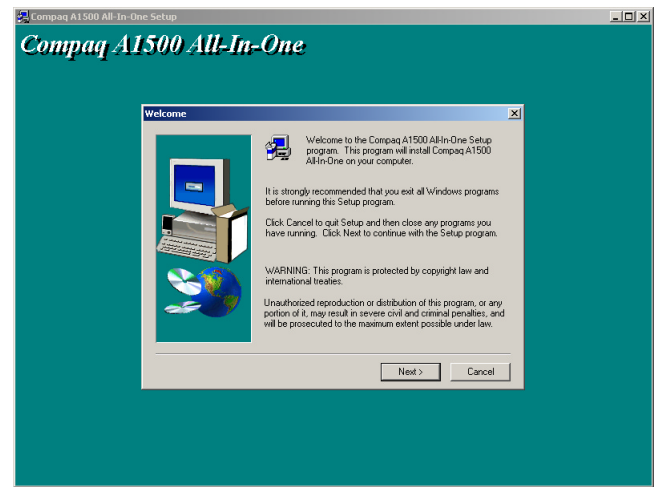 Compaq A1500 All-In-One Setup
Compaq A1500 All-In-One
Welcome
Welcome to the Compaq A1500 All-In-One Setup
program.  This program will install Compaq A1500
All-In-One on your computer.
It is strongly recommended that you exit all Windows programs
before running this Setup program.
Click Cancel to quit Setup and then close any programs you
have running.  Click Next to continue with the Setup program.
WARNING: This program is protected by copyright law and
international treaties.
Unauthorized reproduction or distribution of this program, or any
portion of it, may result in severe civil and criminal penalties, and
will be prosecuted to the maximum extent possible under law.
Next >
Cancel